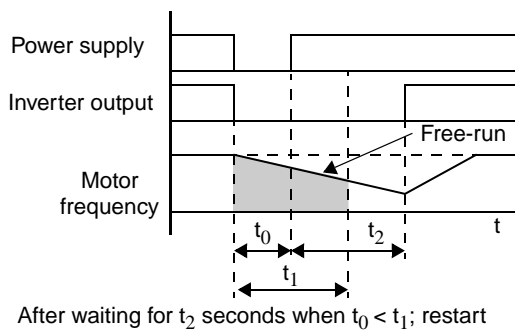 Power supply
Inverter output
Free-run
Motor
frequency
t
t₀
t₂
t₁
After waiting for t₂ seconds when t₀ < t₁; restart